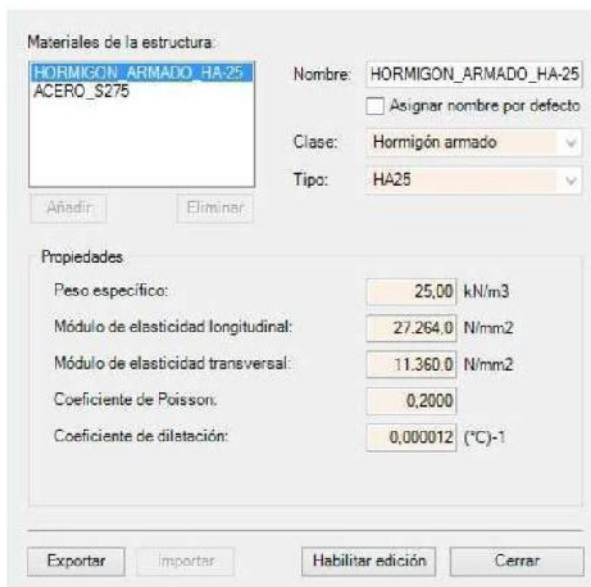 Materiales de la estructura:
HORMIGON_ARMADO_HA-25
ACERO_S275
Añadir
Eliminar
Nombre: HORMIGON_ARMADO_HA-25
Asignar nombre por defecto
Clase: Hormigón armado
Tipo: HA25
Propiedades
Peso específico: 25,00 kN/m3
Módulo de elasticidad longitudinal: 27.264.0 N/mm2
Módulo de elasticidad transversal: 11.360.0 N/mm2
Coeficiente de Poisson: 0,2000
Coeficiente de dilatación: 0,000012 (°C)-1
Exportar
Importar
Habilitar edición
Cerrar